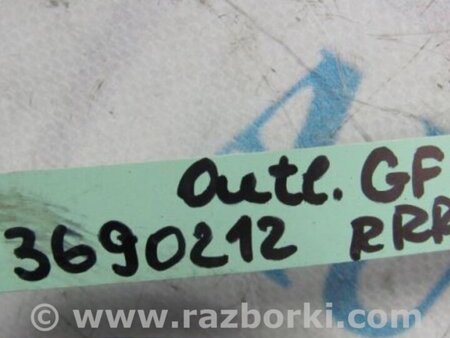 Outl. GF
3690212 RRR
© www.razborki.com